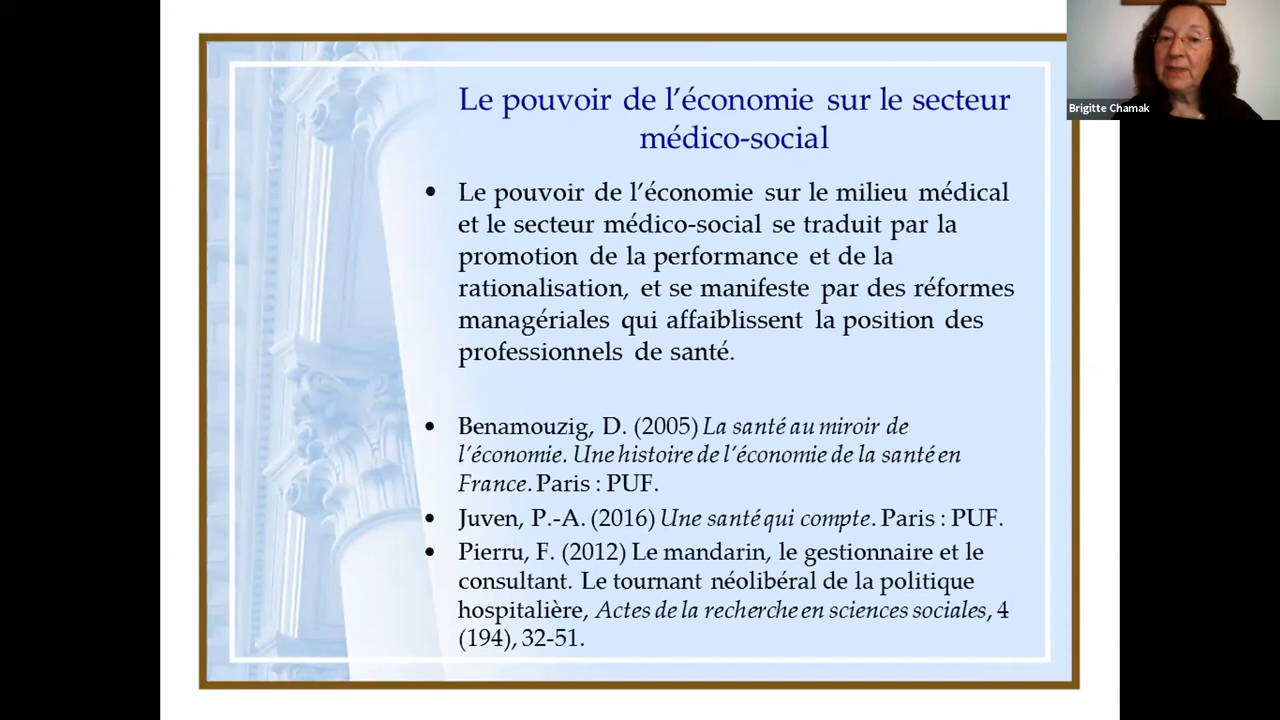 Le pouvoir de l'économie sur le secteur
médico-social
• Le pouvoir de l'économie sur le milieu médical
et le secteur médico-social se traduit par la
promotion de la performance et de la
rationalisation, et se manifeste par des réformes
managériales qui affaiblissent la position des
professionnels de santé.
• Benamouzig, D. (2005) La santé au miroir de
l'économie. Une histoire de l'économie de la santé en
France. Paris : PUF.
• Juven, P.-A. (2016) Une santé qui compte. Paris : PUF.
• Pierru, F. (2012) Le mandarin, le gestionnaire et le
consultant. Le tournant néolibéral de la politique
hospitalière, Actes de la recherche en sciences sociales, 4
(194), 32-51.
Brigitte Chamak